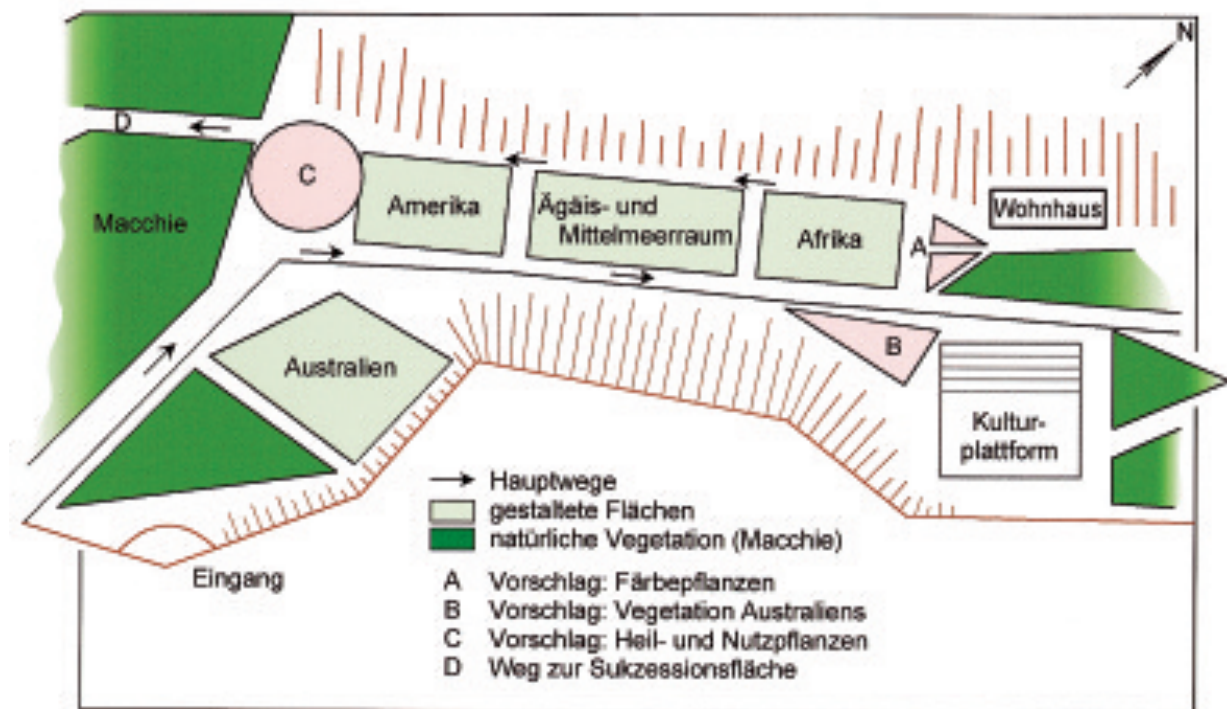 N
D
C
Macchie
Amerika
Ägäis- und
Mittelmeerraum
Afrika
A
Wohnhaus
Australien
B
Kultur-
plattform
Eingang
Hauptwege
gestaltete Flächen
natürliche Vegetation (Macchie)
A Vorschlag: Färbepflanzen
B Vorschlag: Vegetation Australiens
C Vorschlag: Heil- und Nutzpflanzen
D Weg zur Sukzessionsfläche